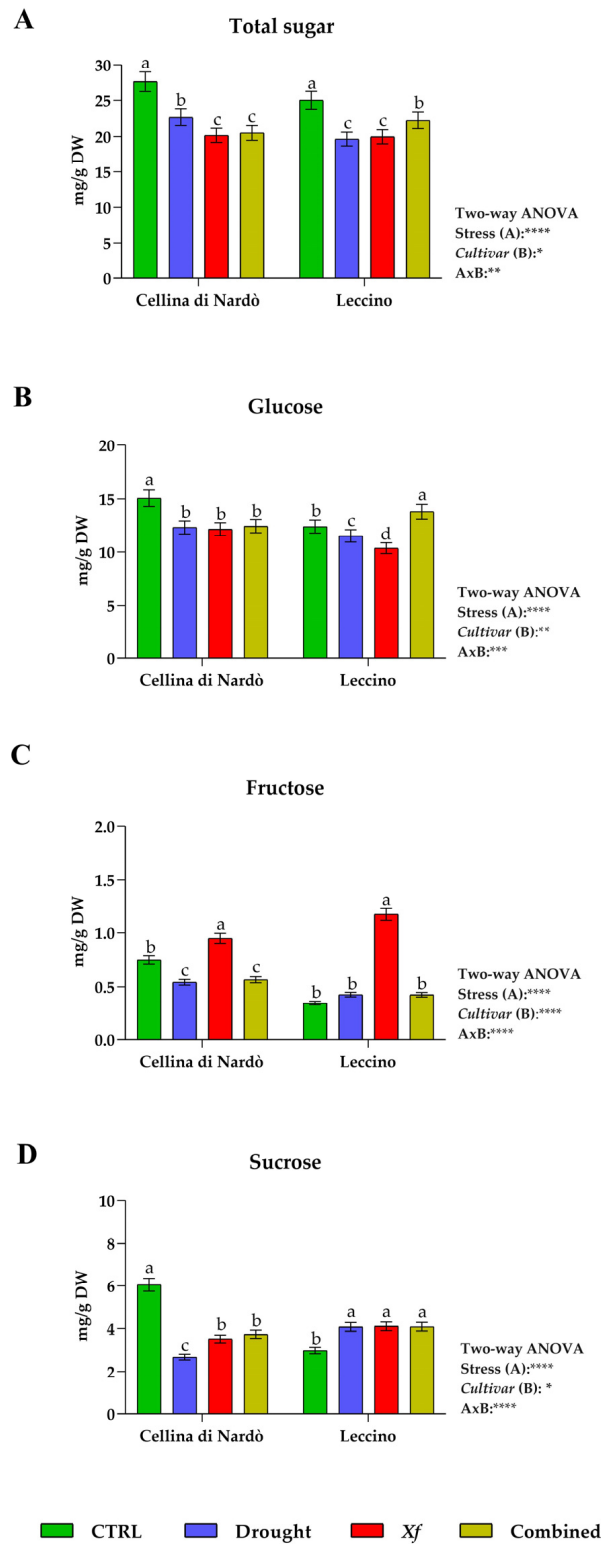 A
Total sugar
mg/g DW
30
25
20
15
10
5
0
a
b
c
c
a
c
c
b
Cellina di Nardò
Leccino
Two-way ANOVA
Stress (A):****
Cultivar (B):*
AxB:**
B
Glucose
mg/g DW
20
15
10
5
0
a
b
b
b
b
c
d
a
Cellina di Nardò
Leccino
Two-way ANOVA
Stress (A):****
Cultivar (B):**
AxB:***
C
Fructose
mg/g DW
2.0
1.5
1.0
0.5
0.0
b
c
a
c
b
b
a
b
Cellina di Nardò
Leccino
Two-way ANOVA
Stress (A):****
Cultivar (B):****
AxB:****
D
Sucrose
mg/g DW
10
8
6
4
2
0
a
c
b
b
b
a
a
a
Cellina di Nardò
Leccino
Two-way ANOVA
Stress (A):****
Cultivar (B): *
AxB:****
CTRL Drought Xf Combined